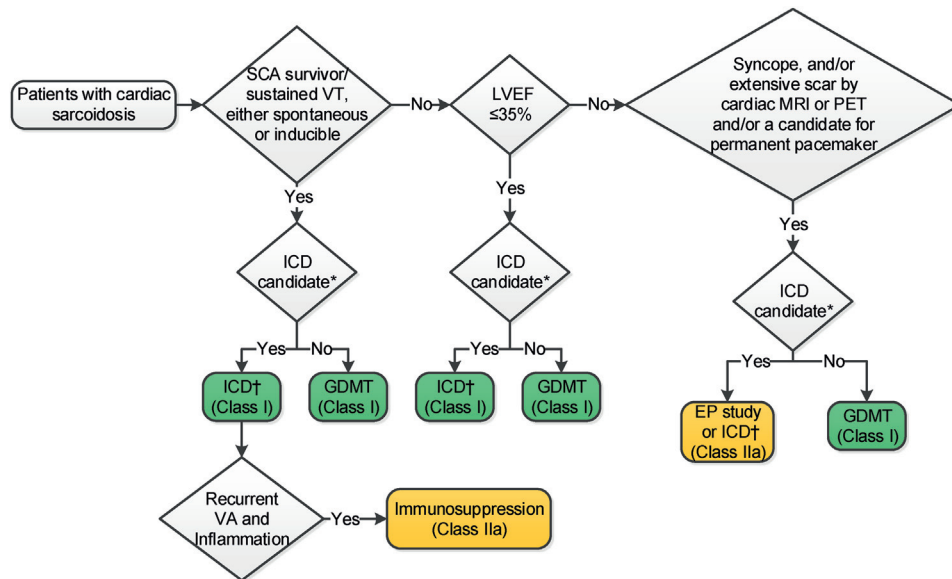 Patients with cardiac
sarcoidosis
SCA survivor/
sustained VT,
either spontaneous
or inducible
No
LVEF
≤35%
No
Syncope, and/or
extensive scar by
cardiac MRI or PET
and/or a candidate for
permanent pacemaker
Yes
Yes
Yes
ICD
candidate*
ICD
candidate*
ICD
candidate*
Yes
No
Yes
No
Yes
No
ICD†
(Class I)
GDMT
(Class I)
ICD†
(Class I)
GDMT
(Class I)
EP study
or ICD†
(Class IIa)
GDMT
(Class I)
Recurrent
VA and
Inflammation
Yes
Immunosuppression
(Class IIa)